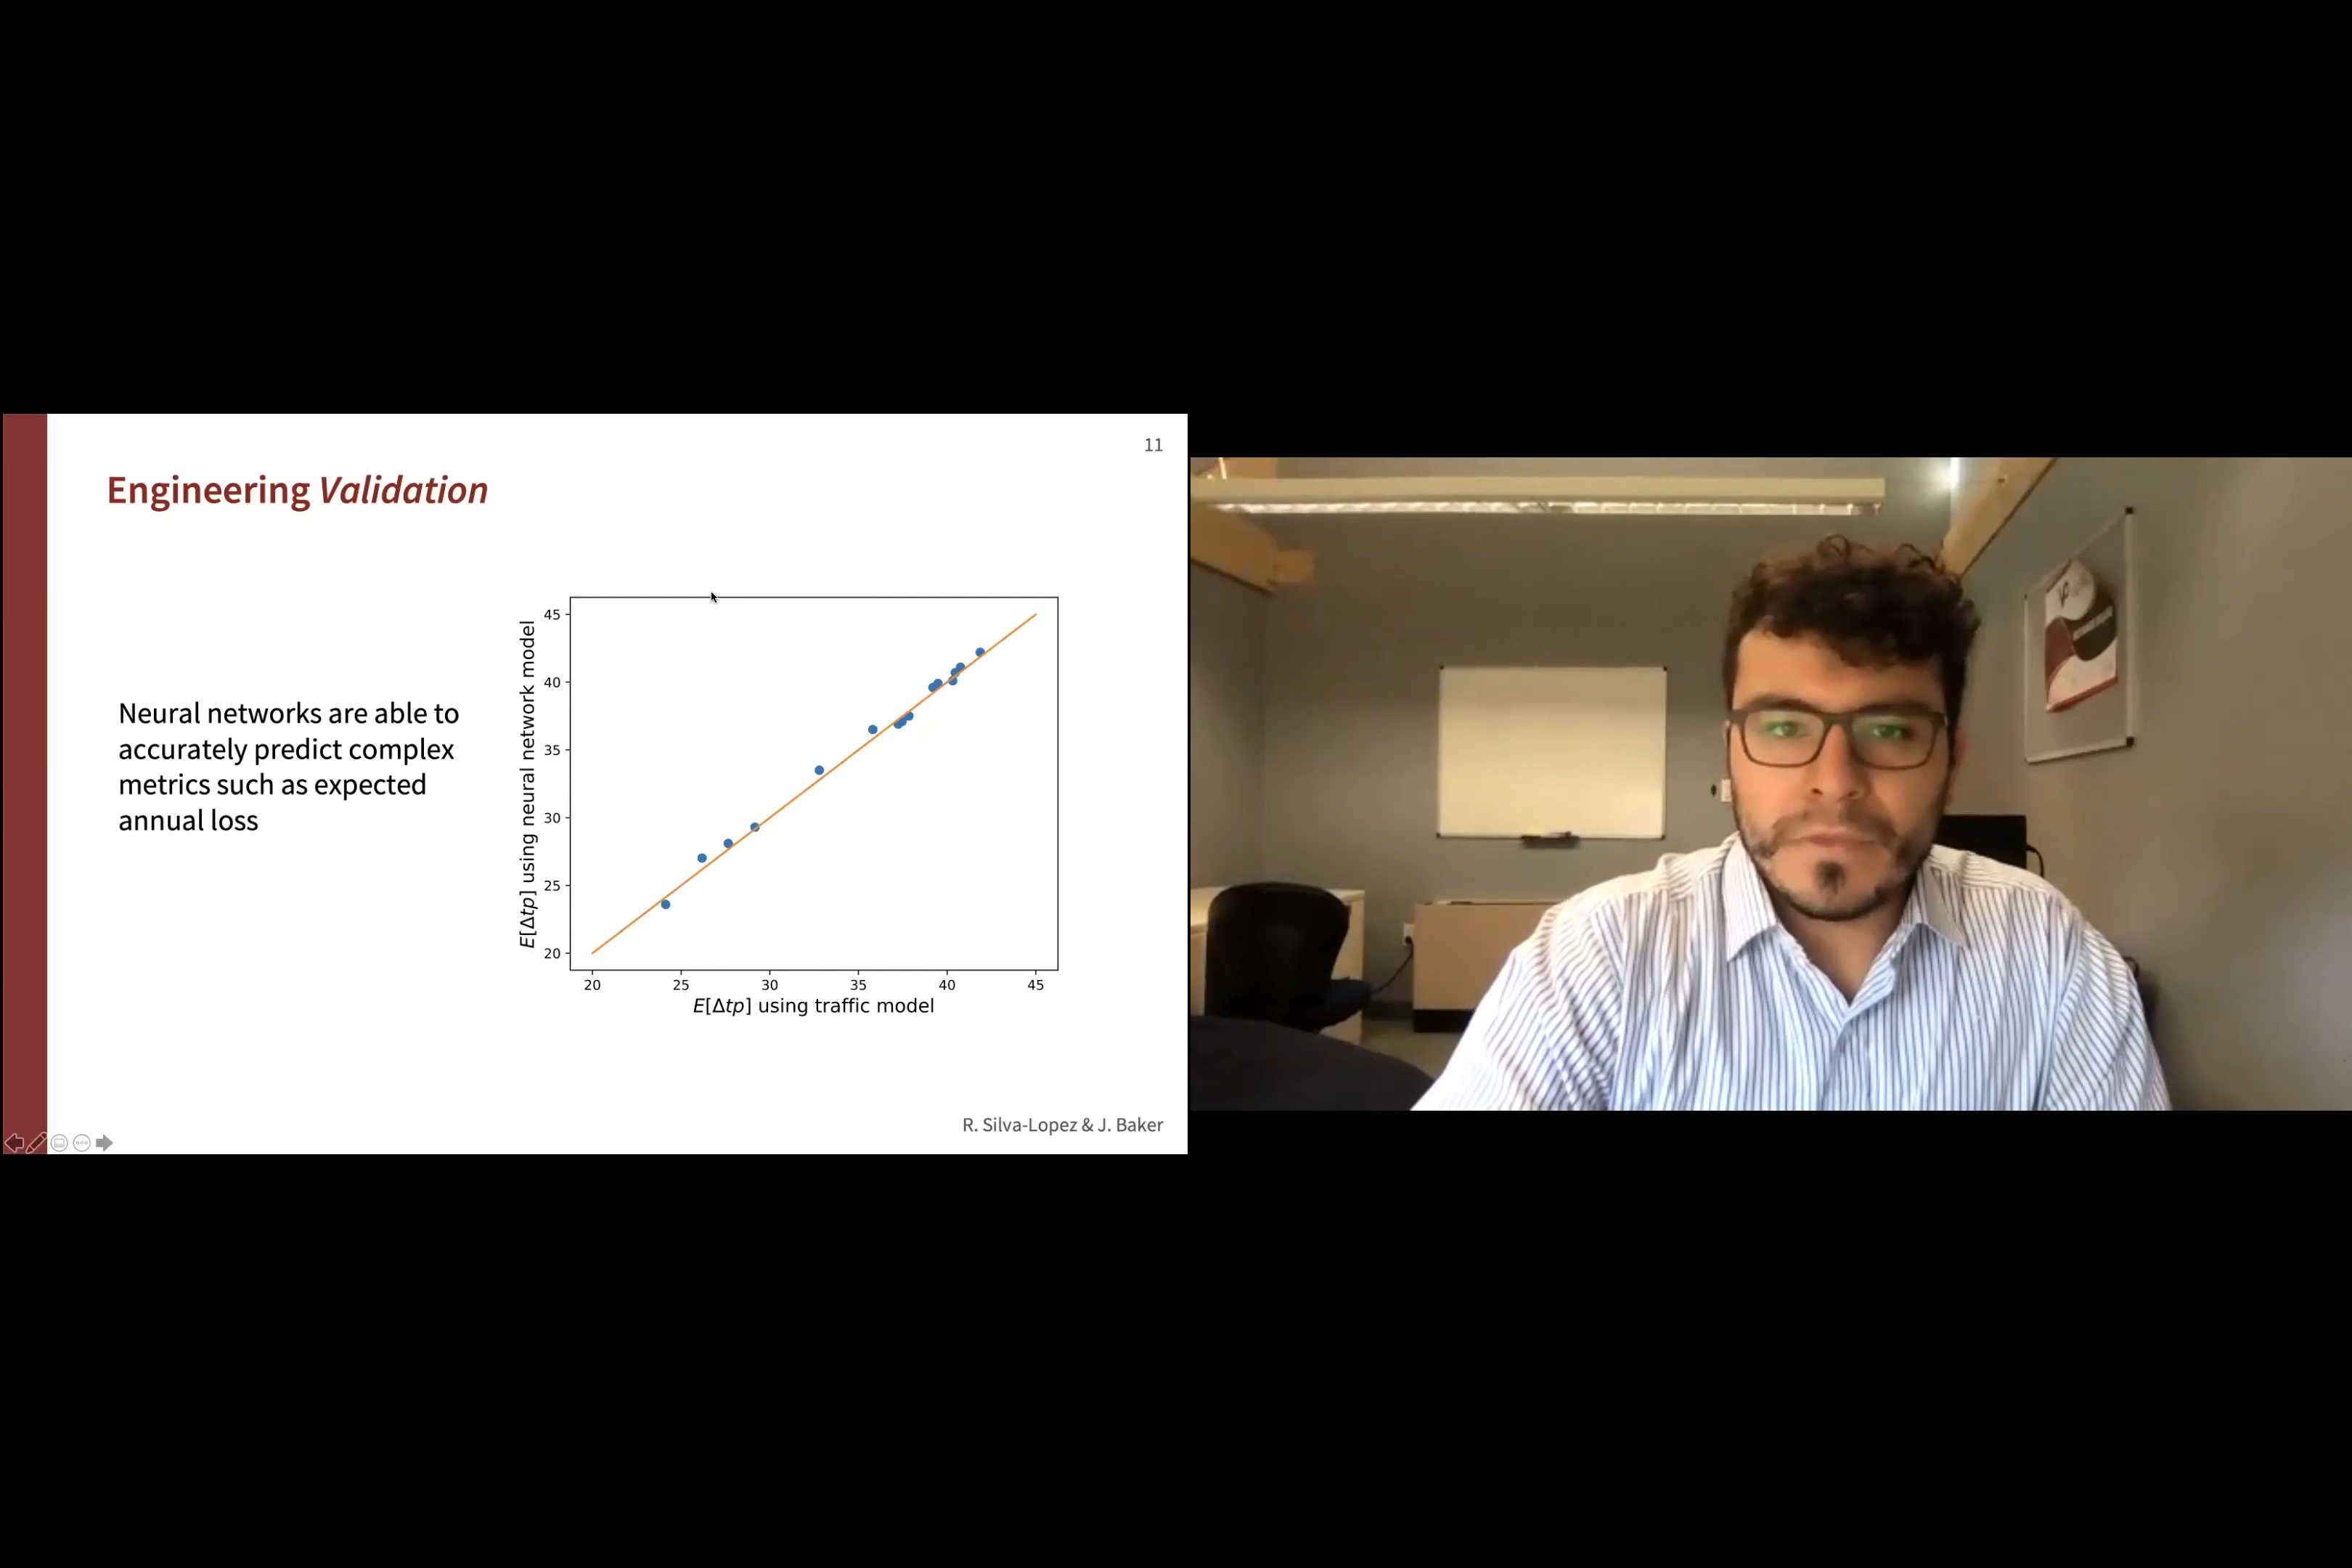 11
Engineering Validation
Neural networks are able to
accurately predict complex
metrics such as expected
annual loss
E[Δtp] using neural network model
45
40
35
30
25
20
20 25 30 35 40 45
E[Δtp] using traffic model
R. Silva-Lopez & J. Baker